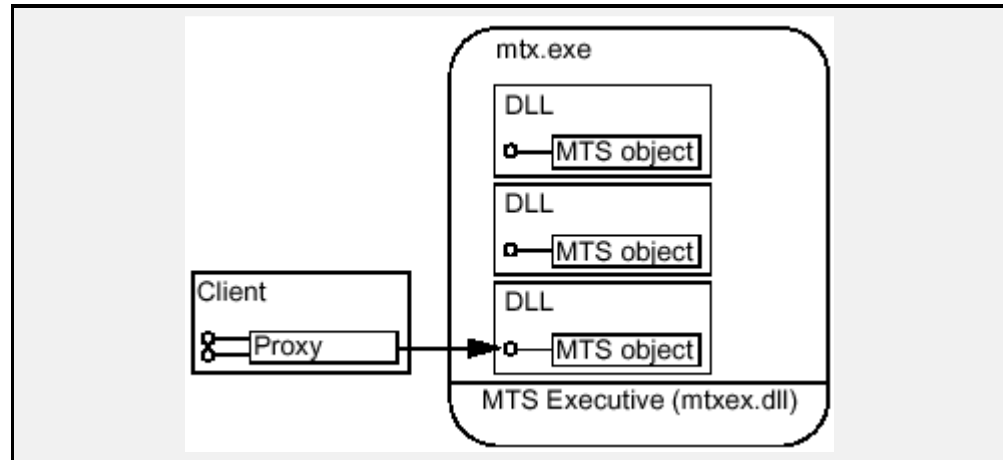 mtx.exe
DLL
MTS object
DLL
MTS object
Client
Proxy
DLL
MTS object
MTS Executive (mtxex.dll)